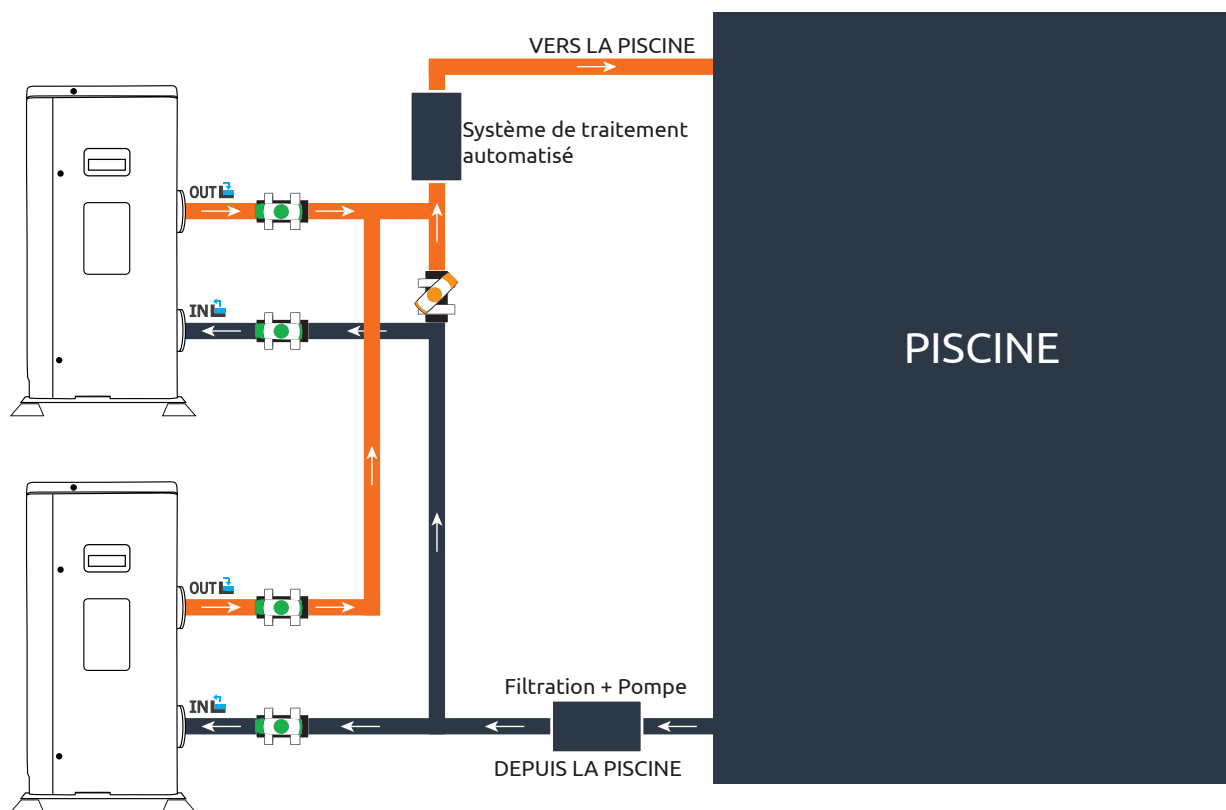 VERS LA PISCINE
Système de traitement
automatisé
OUT
IN
PISCINE
OUT
Filtration + Pompe
IN
DEPUIS LA PISCINE